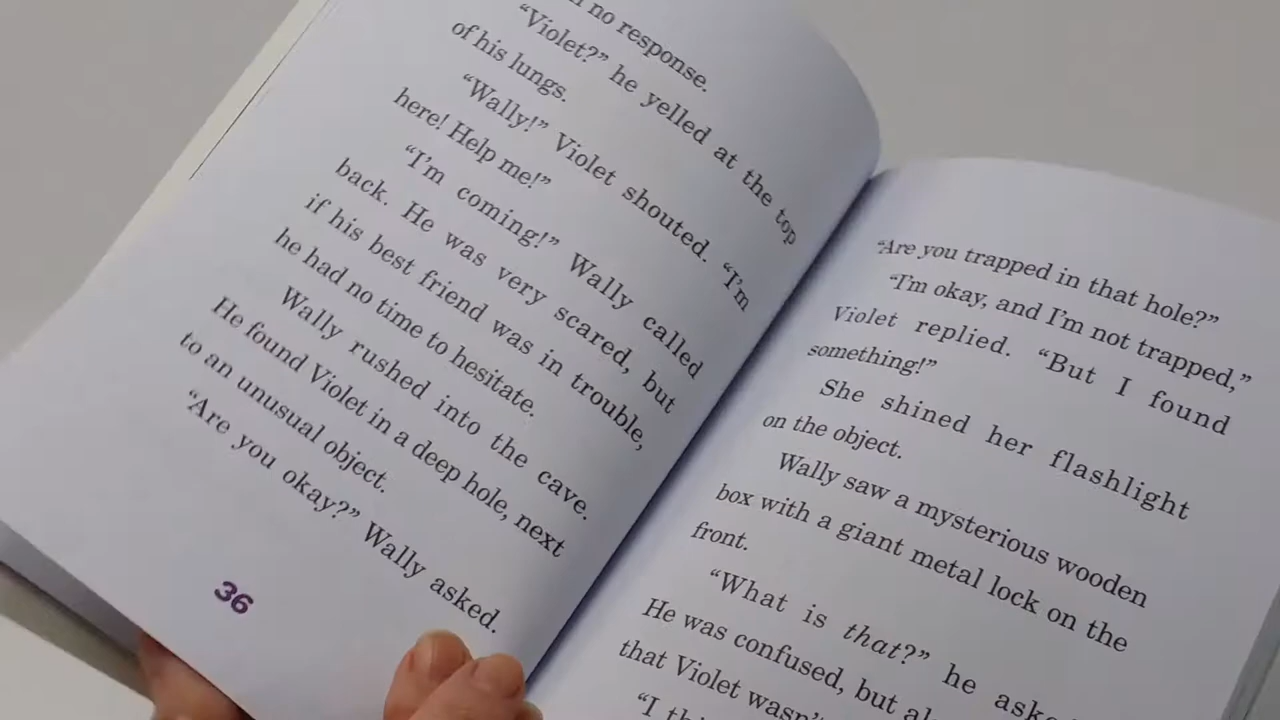 no response.
“Violet?” he yelled at the top
of his lungs.
“Wally!” Violet shouted. “I’m
here! Help me!”
“I’m coming!” Wally called
back. He was very scared, but
if his best friend was in trouble,
he had no time to hesitate.
Wally rushed into the cave.
He found Violet in a deep hole, next
to an unusual object.
“Are you okay?” Wally asked.
36
“Are you trapped in that hole?”
“I’m okay, and I’m not trapped,”
Violet replied. “But I found
something!”
She shined her flashlight
on the object.
Wally saw a mysterious wooden
box with a giant metal lock on the
front.
“What is that?” he
He was confused, but
that Violet
“I